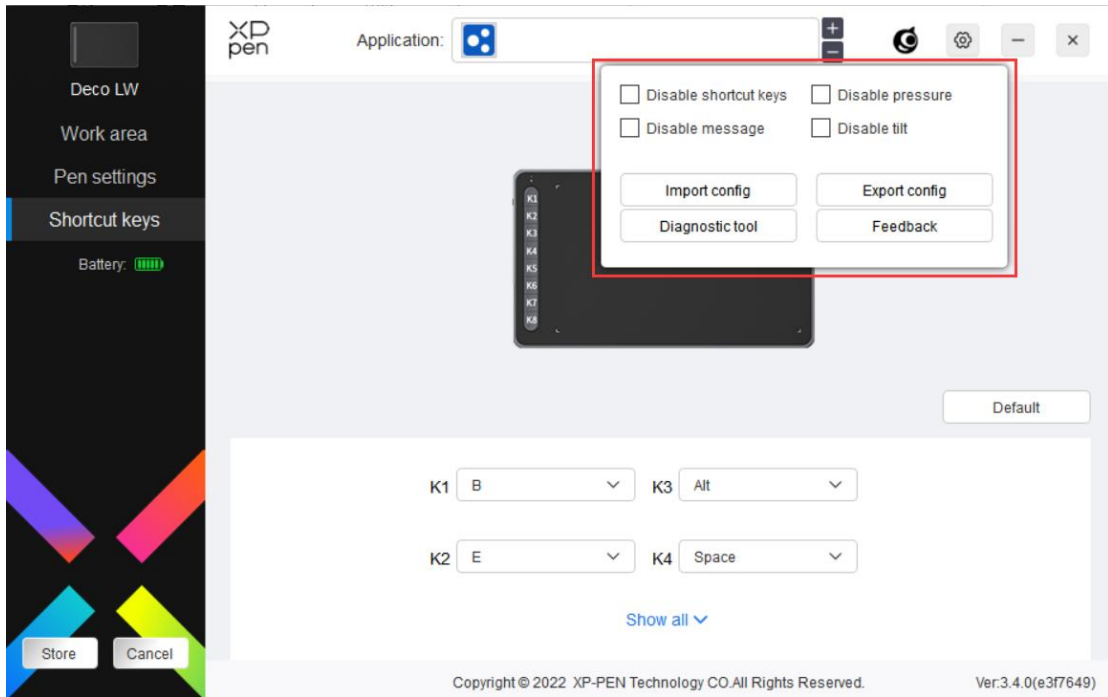 XP
pen
Application:
+
−
Deco LW
Work area
Pen settings
Shortcut keys
Battery:
Disable shortcut keys
Disable pressure
Disable message
Disable tilt
Import config
Export config
Diagnostic tool
Feedback
K1
K2
K3
K4
K5
K6
K7
K8
Default
K1 B
K3 Alt
K2 E
K4 Space
Show all
Store
Cancel
Copyright © 2022 XP-PEN Technology CO.All Rights Reserved.
Ver:3.4.0(e3f7649)